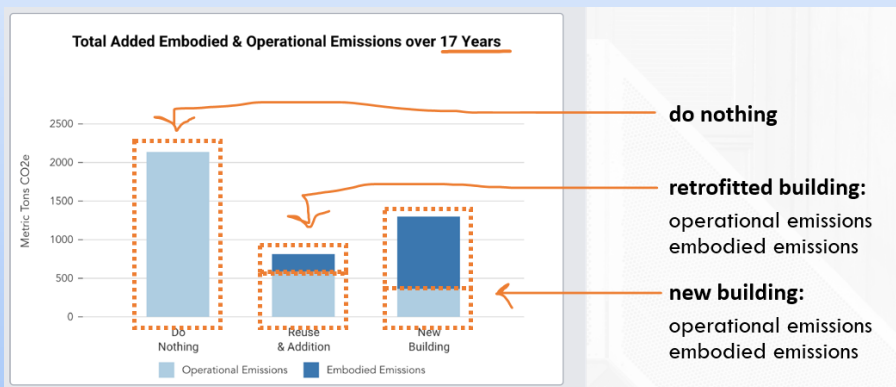 Total Added Embodied & Operational Emissions over 17 Years
Metric Tons CO2e
2500
2000
1500
1000
500
0
Do
Nothing
Reuse
& Addition
New
Building
Operational Emissions
Embodied Emissions
do nothing
retrofitted building:
operational emissions
embodied emissions
new building:
operational emissions
embodied emissions